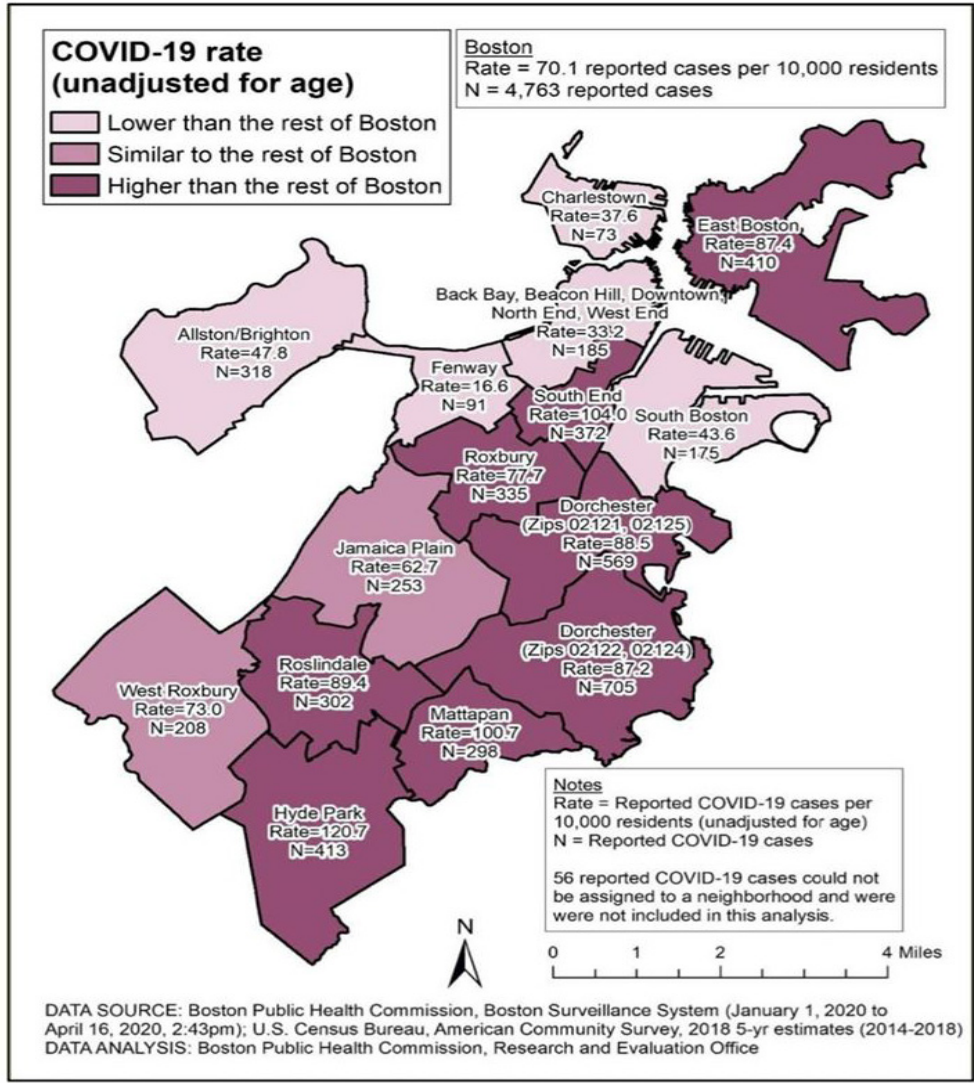 COVID-19 rate
(unadjusted for age)
Lower than the rest of Boston
Similar to the rest of Boston
Higher than the rest of Boston
Boston
Rate = 70.1 reported cases per 10,000 residents
N = 4,763 reported cases
Charlestown
Rate=37.6
N=73
East Boston
Rate=87.4
N=410
Back Bay, Beacon Hill, Downtown,
North End, West End
Rate=33.2
N=185
Allston/Brighton
Rate=47.8
N=318
Fenway
Rate=16.6
N=91
South End
Rate=104.0
N=372
South Boston
Rate=43.6
N=175
Roxbury
Rate=77.7
N=335
Dorchester
(Zips 02121, 02125)
Rate=88.5
N=569
Jamaica Plain
Rate=62.7
N=253
Dorchester
(Zips 02122, 02124)
Rate=87.2
N=705
Roslindale
Rate=89.4
N=302
West Roxbury
Rate=73.0
N=208
Mattapan
Rate=100.7
N=298
Hyde Park
Rate=120.7
N=413
Notes
Rate = Reported COVID-19 cases per
10,000 residents (unadjusted for age)
N = Reported COVID-19 cases
56 reported COVID-19 cases could not
be assigned to a neighborhood and were
were not included in this analysis.
N
0 1 2 4 Miles
DATA SOURCE: Boston Public Health Commission, Boston Surveillance System (January 1, 2020 to
April 16, 2020, 2:43pm); U.S. Census Bureau, American Community Survey, 2018 5-yr estimates (2014-2018)
DATA ANALYSIS: Boston Public Health Commission, Research and Evaluation Office